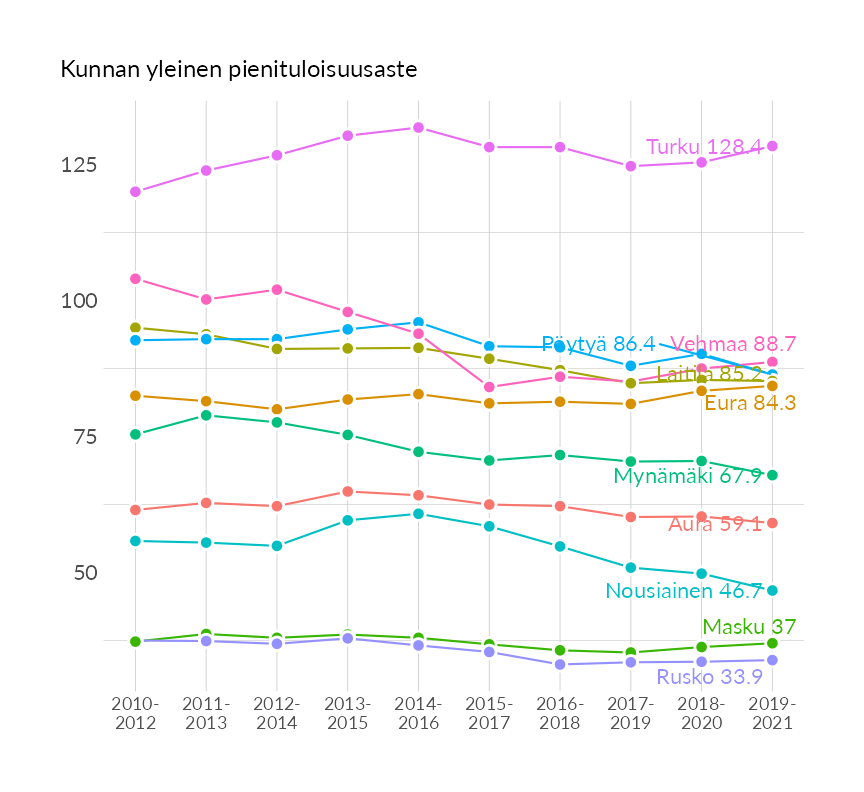 Kunnan yleinen pienituloisuusaste
125
100
75
50
Turku 128.4
Pöytyä 86.4
Vehmaa 88.7
Laitila 85.2
Eura 84.3
Mynämäki 67.9
Aura 59.1
Nousiainen 46.7
Masku 37
Rusko 33.9
2010- 2011- 2012- 2013- 2014- 2015- 2016- 2017- 2018- 2019-
2012 2013 2014 2015 2016 2017 2018 2019 2020 2021